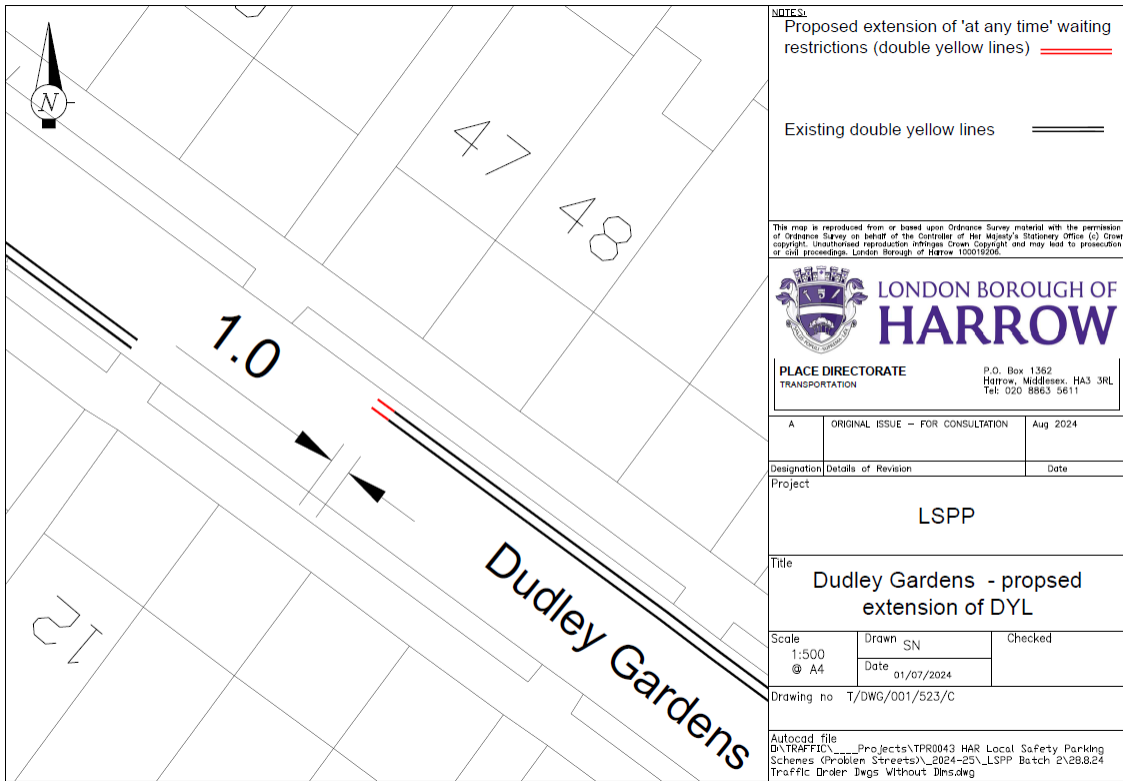 N
47
48
1.0
Dudley Gardens
15
NOTES:
Proposed extension of 'at any time' waiting
restrictions (double yellow lines)
Existing double yellow lines
This map is reproduced from or based upon Ordnance Survey material with the permission
of Ordnance Survey on behalf of the Controller of Her Majesty's Stationery Office (c) Crown
copyright. Unauthorised reproduction infringes Crown Copyright and may lead to prosecution
or civil proceedings. London Borough of Harrow 100019206.
LONDON BOROUGH OF
HARROW
PLACE DIRECTORATE
TRANSPORTATION
P.O. Box 1362
Harrow, Middlesex. HA3 3RL
Tel: 020 8863 5611
A ORIGINAL ISSUE – FOR CONSULTATION Aug 2024
Designation Details of Revision Date
Project
LSPP
Title
Dudley Gardens - propsed
extension of DYL
Scale
1:500
@ A4
Drawn SN
Date 01/07/2024
Checked
Drawing no T/DWG/001/523/C
Autocad file
D:\TRAFFIC\____Projects\TPR0043 HAR Local Safety Parking
Schemes (Problem Streets)\_2024-25\_LSPP Batch 2\28.8.24
Traffic Order Dwgs Without Dims.dwg